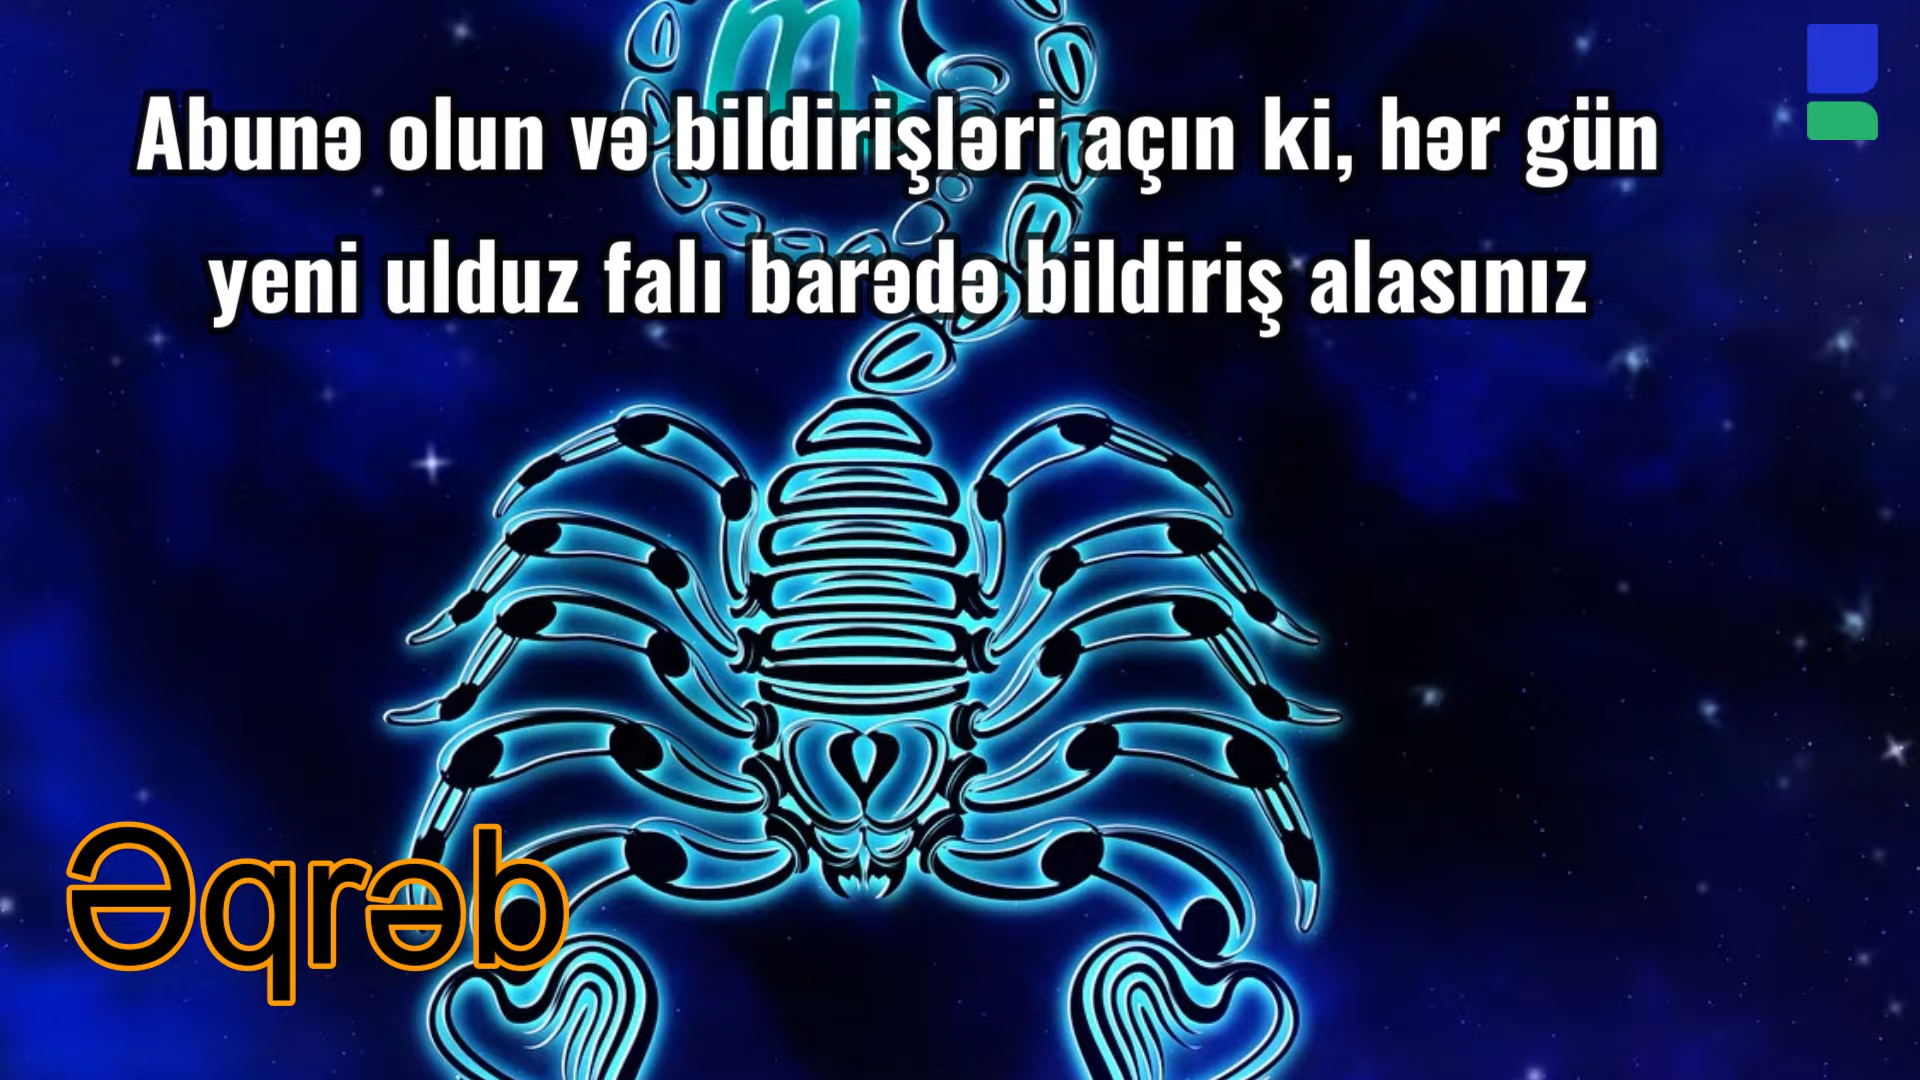 Abunə olun və bildirişləri açın ki, hər gün
yeni ulduz falı barədə bildiriş alasınız
Əqrəb